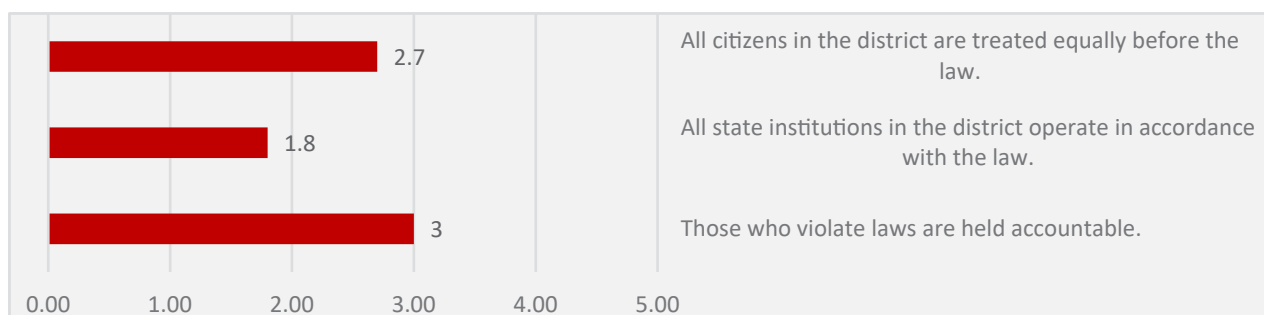 All citizens in the district are treated equally before the
law.
2.7
All state institutions in the district operate in accordance
with the law.
1.8
Those who violate laws are held accountable.
3
0.00 1.00 2.00 3.00 4.00 5.00